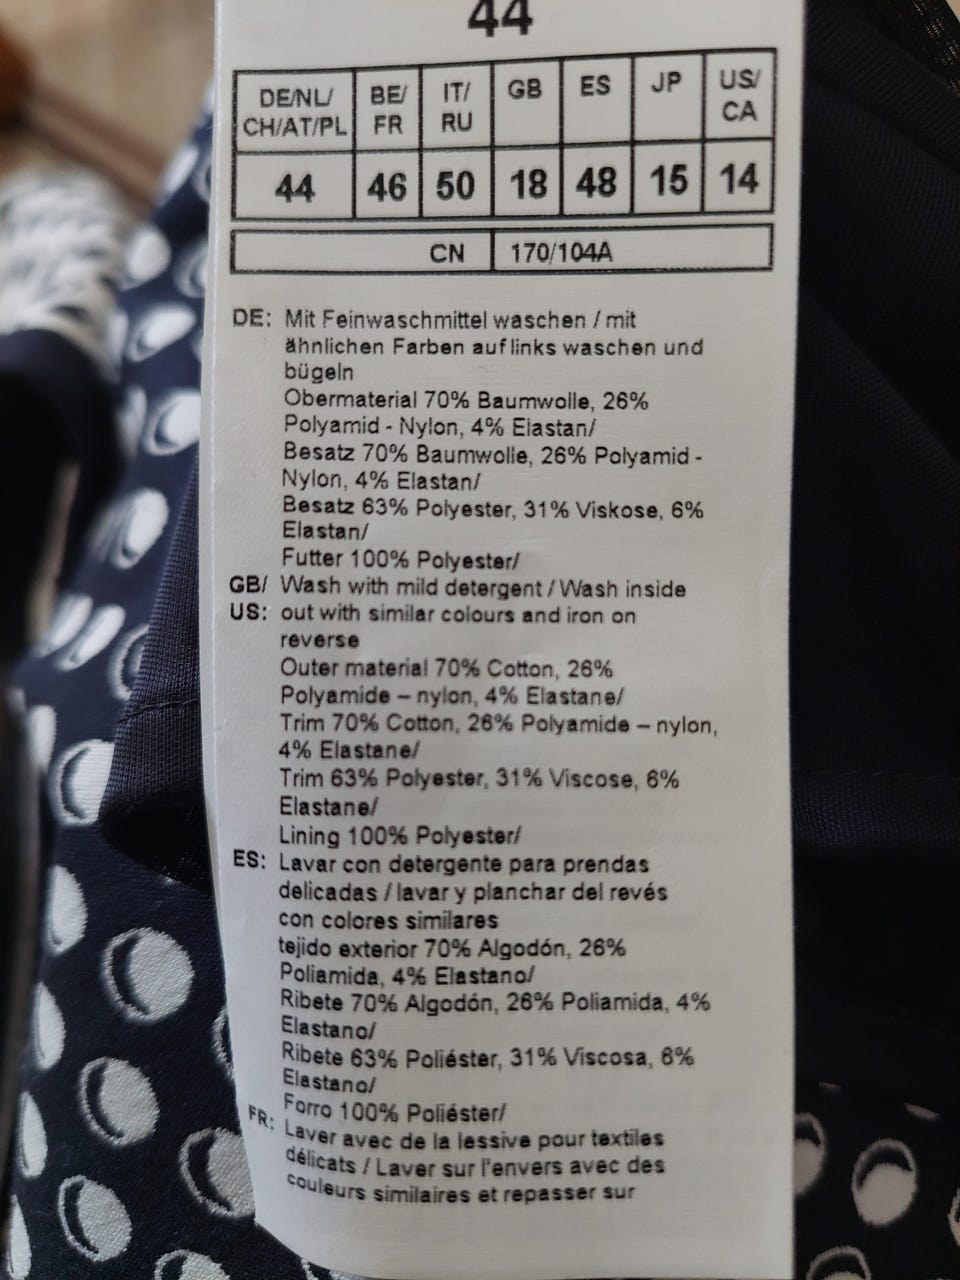 44
DE/NL/ BE/ IT/ GB ES JP US/
CH/AT/PL FR RU CA
44 46 50 18 48 15 14
CN 170/104A
DE: Mit Feinwaschmittel waschen / mit
ähnlichen Farben auf links waschen und
bügeln
Obermaterial 70% Baumwolle, 26%
Polyamid - Nylon, 4% Elastan/
Besatz 70% Baumwolle, 26% Polyamid -
Nylon, 4% Elastan/
Besatz 63% Polyester, 31% Viskose, 6%
Elastan/
Futter 100% Polyester/
GB/ Wash with mild detergent / Wash inside
US: out with similar colours and iron on
reverse
Outer material 70% Cotton, 26%
Polyamide – nylon, 4% Elastane/
Trim 70% Cotton, 26% Polyamide – nylon,
4% Elastane/
Trim 63% Polyester, 31% Viscose, 6%
Elastane/
Lining 100% Polyester/
ES: Lavar con detergente para prendas
delicadas / lavar y planchar del revés
con colores similares
tejido exterior 70% Algodón, 26%
Poliamida, 4% Elastano/
Ribete 70% Algodón, 26% Poliamida, 4%
Elastano/
Ribete 63% Poliéster, 31% Viscosa, 6%
Elastano/
Forro 100% Poliéster/
FR: Laver avec de la lessive pour textiles
délicats / Laver sur l'envers avec des
couleurs similaires et repasser sur